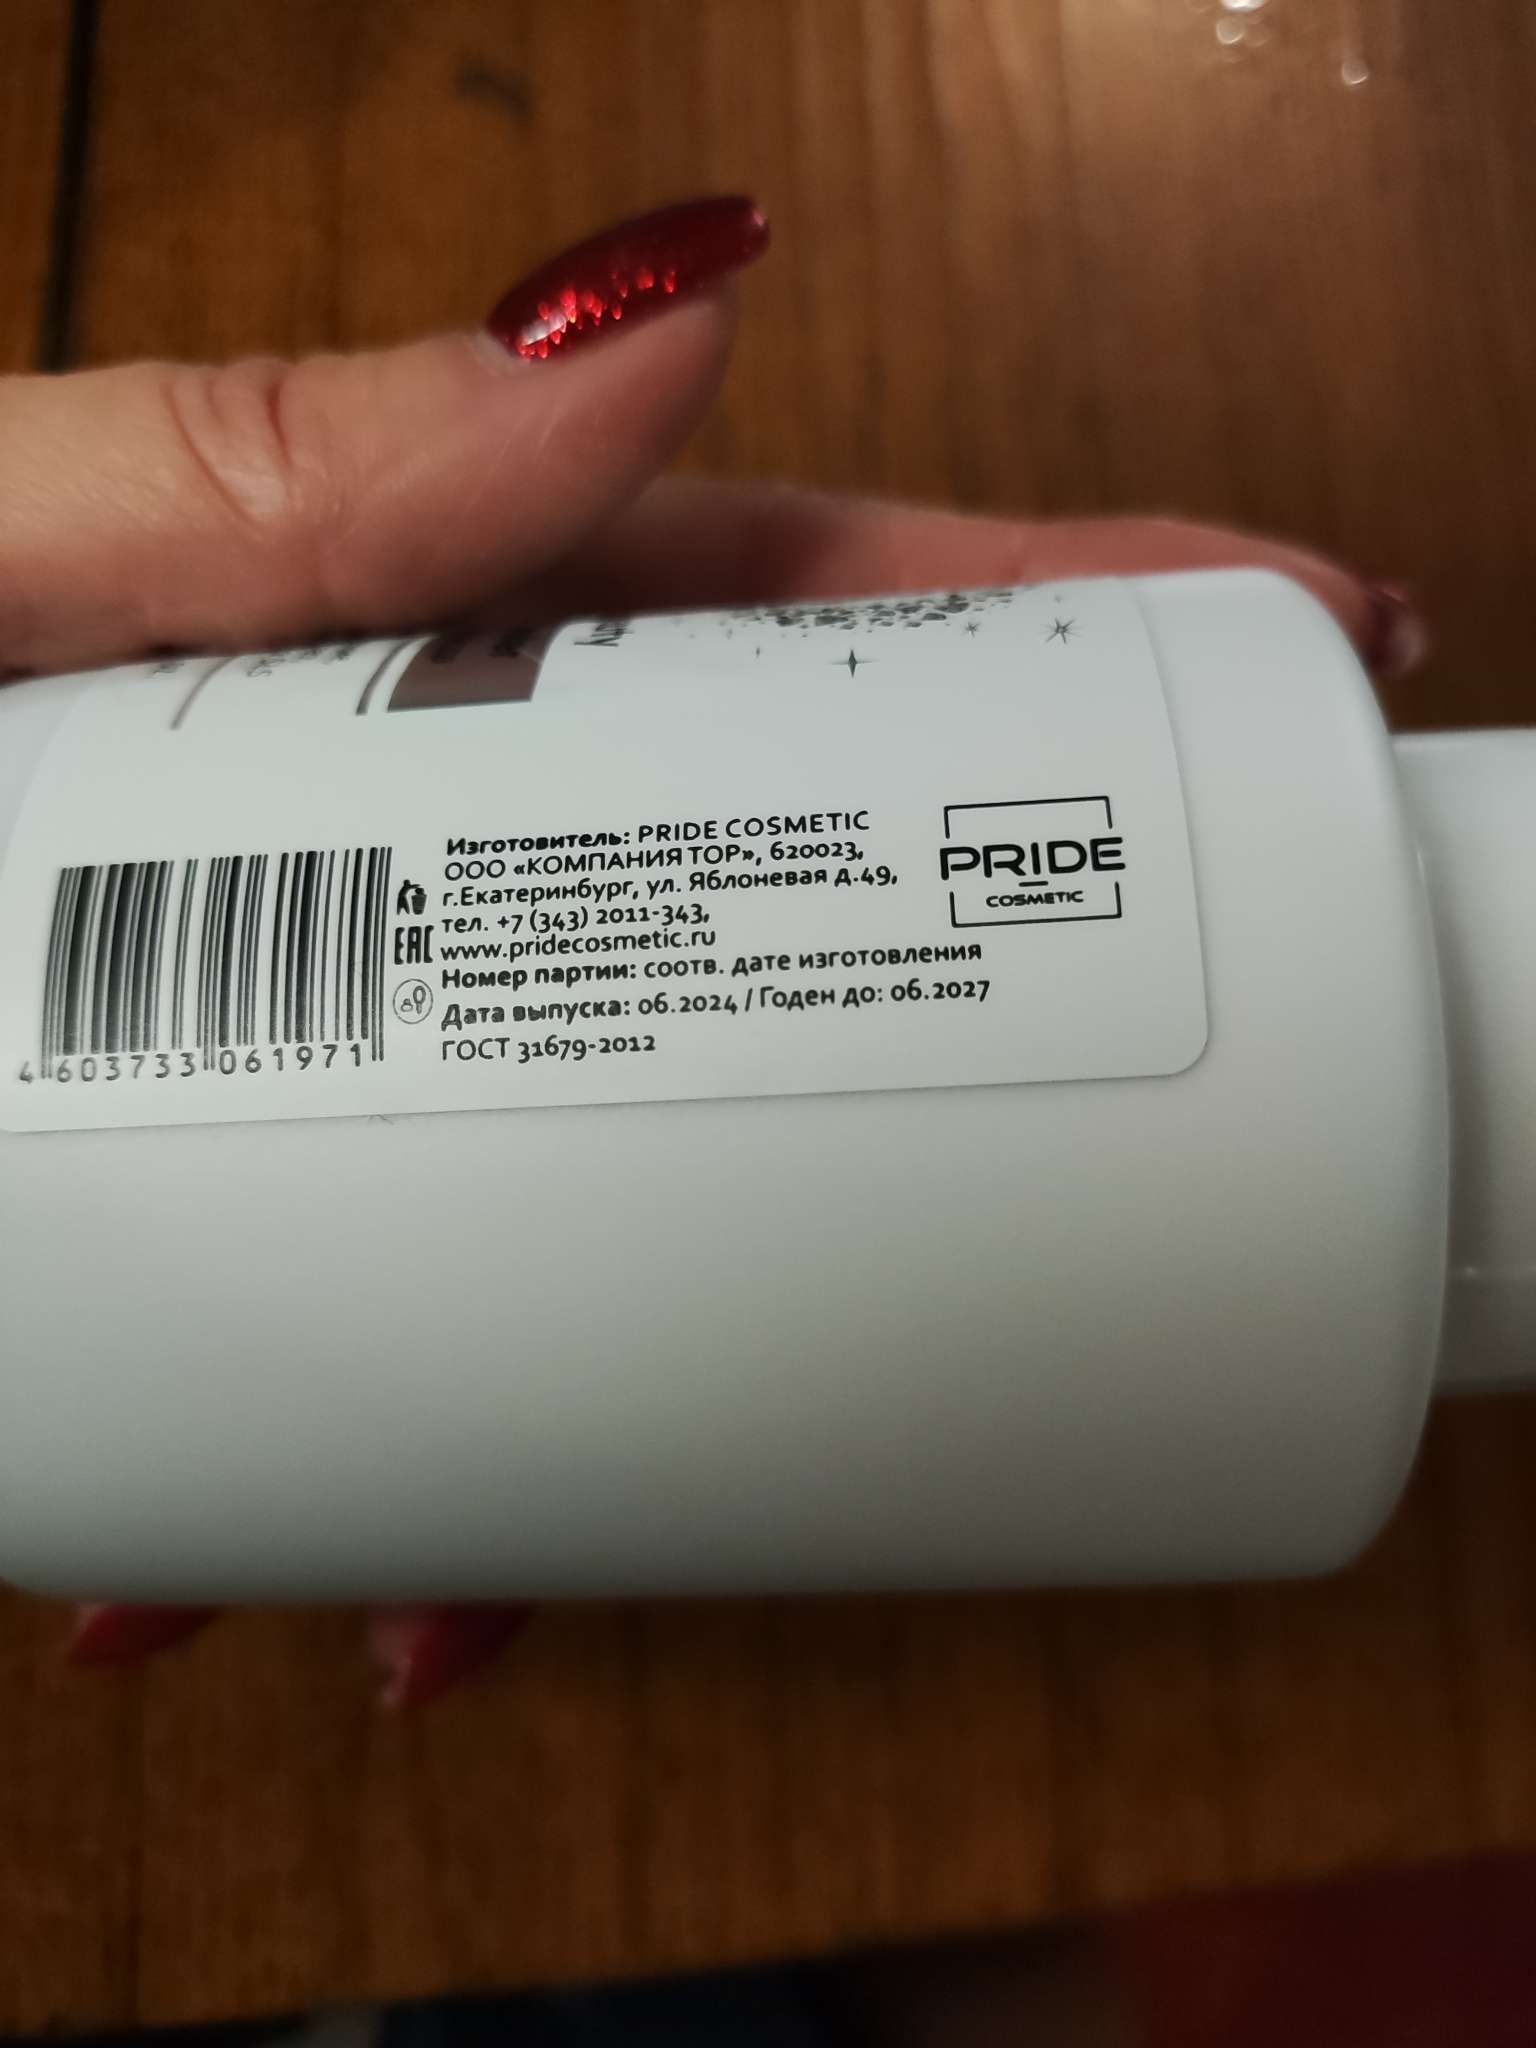 Изготовитель: PRIDE COSMETIC
ООО «КОМПАНИЯ ТОР», 620023,
г.Екатеринбург, ул. Яблоневая д.49,
тел. +7 (343) 2011-343,
www.pridecosmetic.ru
Номер партии: соотв. дате изготовления
Дата выпуска: 06.2024 / Годен до: 06.2027
ГОСТ 31679-2012
EAC
4 603733 061971
PRIDE
COSMETIC